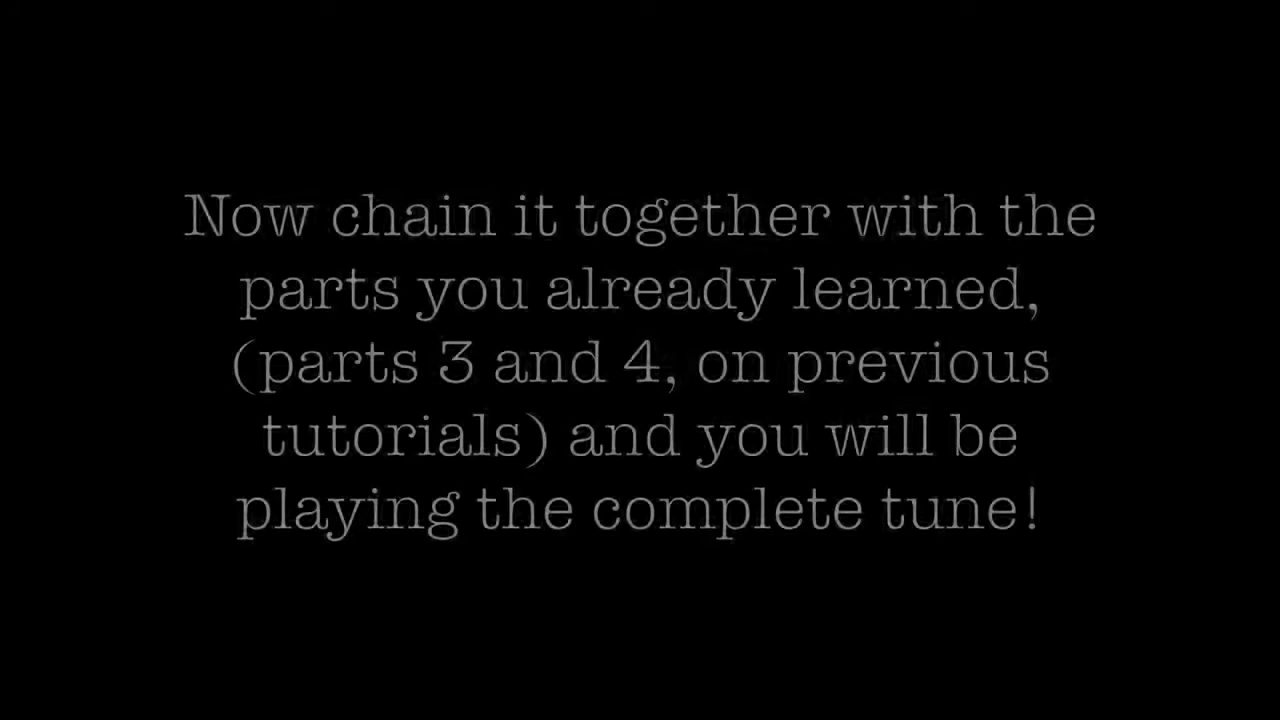 Now chain it together with the
parts you already learned,
(parts 3 and 4, on previous
tutorials) and you will be
playing the complete tune!